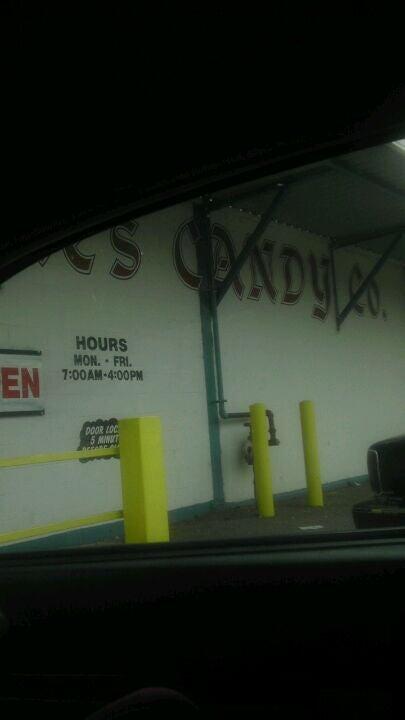 CANDY CO.
HOURS
MON. - FRI.
7:00AM-4:00PM
EN
DOOR LOC
5 MINUT